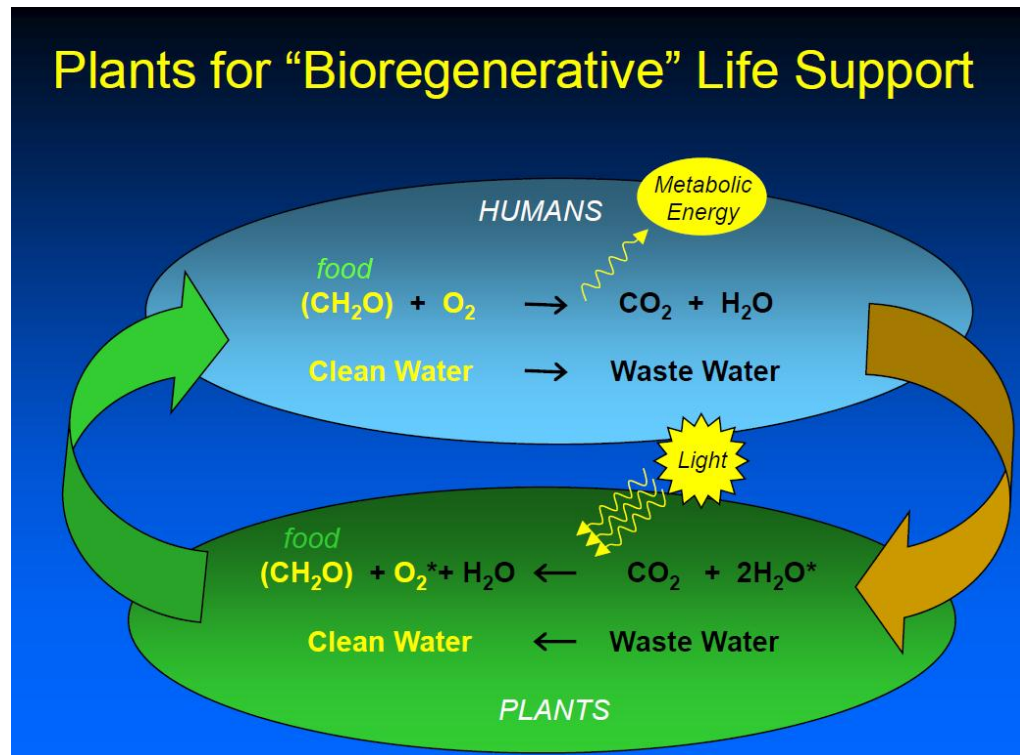 Plants for “Bioregenerative” Life Support
HUMANS
Metabolic
Energy
food
(CH₂O) + O₂ → CO₂ + H₂O
Clean Water → Waste Water
Light
food
(CH₂O) + O₂*+ H₂O ← CO₂ + 2H₂O*
Clean Water ← Waste Water
PLANTS